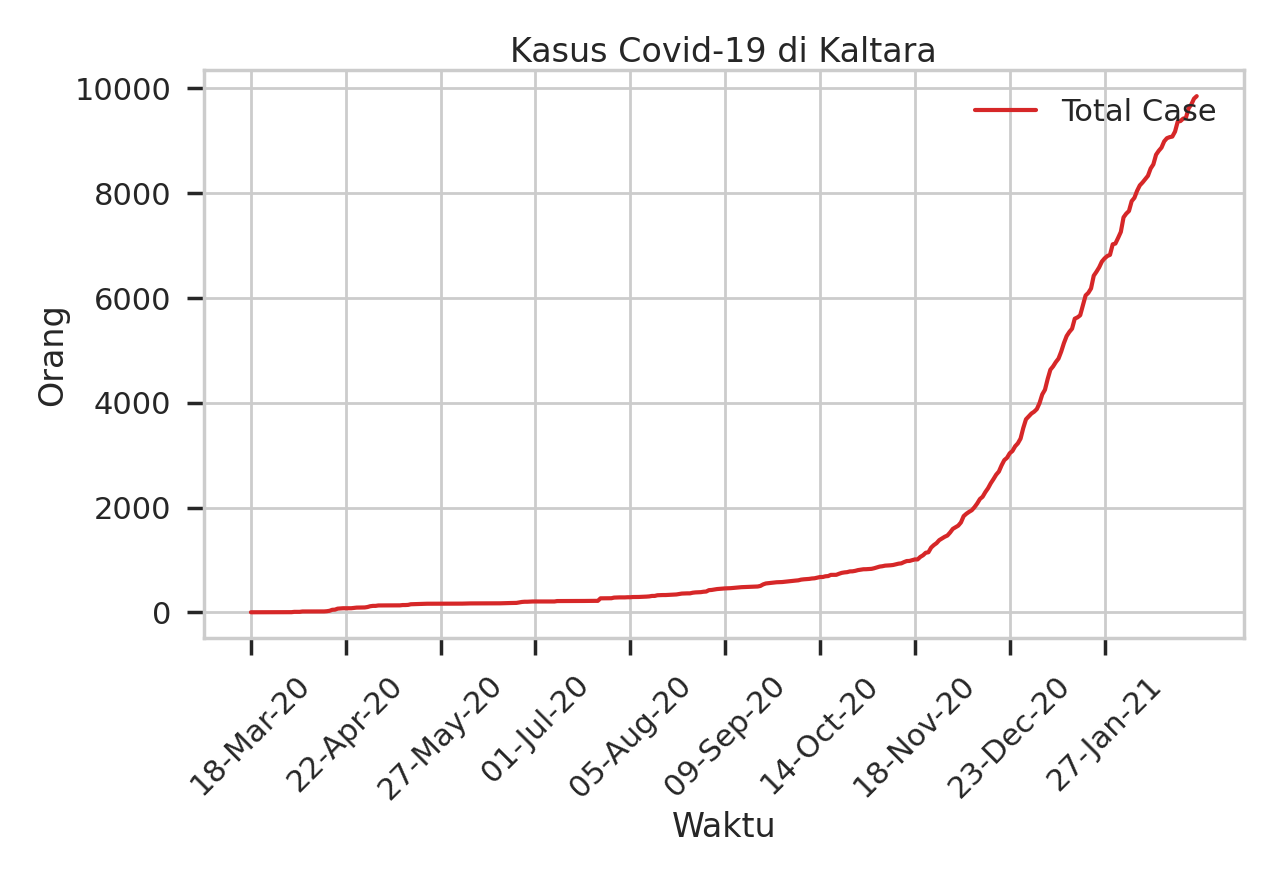 Kasus Covid-19 di Kaltara
Total Case
10000
8000
6000
4000
2000
0
Orang
18-Mar-20
22-Apr-20
27-May-20
01-Jul-20
05-Aug-20
09-Sep-20
14-Oct-20
18-Nov-20
23-Dec-20
27-Jan-21
Waktu